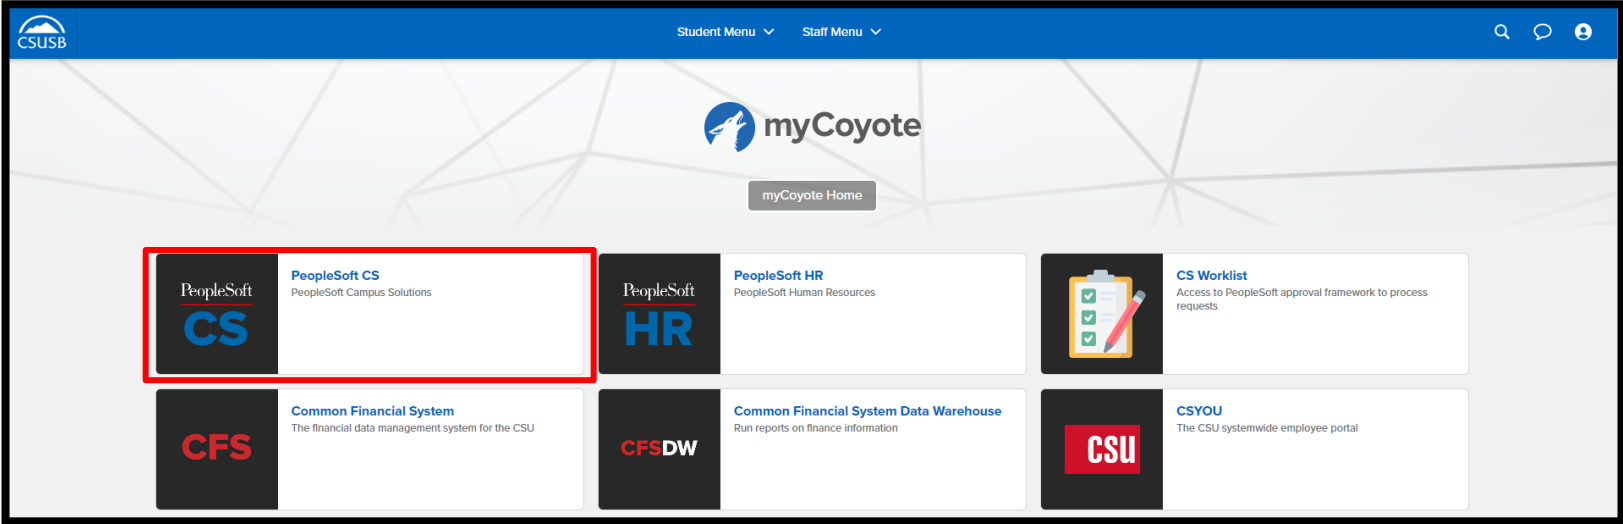 CSUSB
Student Menu
Staff Menu
myCoyote
myCoyote Home
PeopleSoft
CS
PeopleSoft CS
PeopleSoft Campus Solutions
PeopleSoft
HR
PeopleSoft HR
PeopleSoft Human Resources
CS Worklist
Access to PeopleSoft approval framework to process
requests
CFS
Common Financial System
The financial data management system for the CSU
CFSDW
Common Financial System Data Warehouse
Run reports on finance information
CSU
CSYOU
The CSU systemwide employee portal